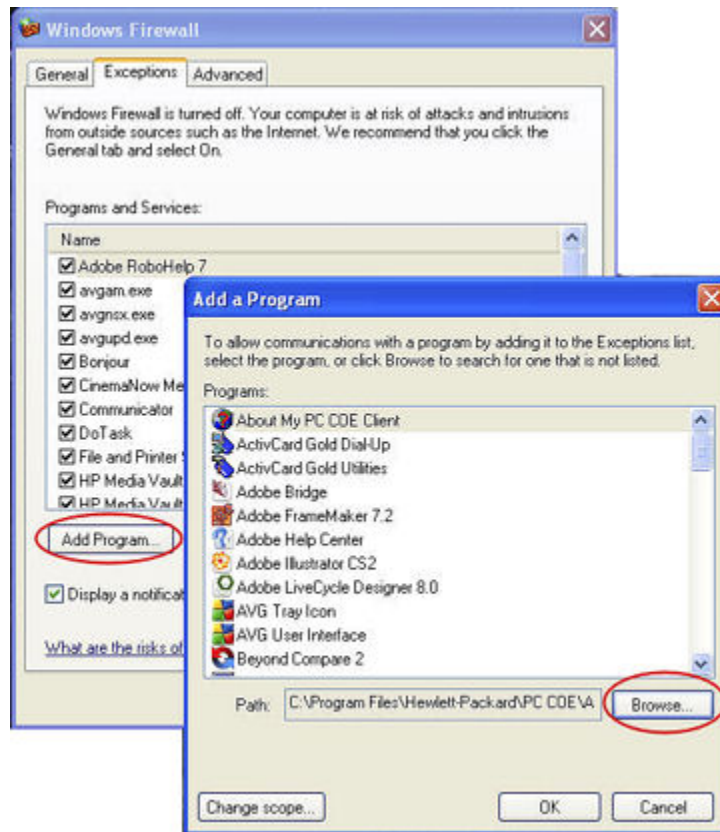 Windows Firewall
General Exceptions Advanced
Windows Firewall is turned off. Your computer is at risk of attacks and intrusions
from outside sources such as the Internet. We recommend that you click the
General tab and select On.
Programs and Services:
Name
Adobe RoboHelp 7
avgam.exe
avgnsx.exe
avgupd.exe
Bonjour
CinemaNow Me
Communicator
DoTask
File and Printer S
HP Media Vault
HP Media Vault
Add Program...
Display a notificat
What are the risks of
Add a Program
To allow communications with a program by adding it to the Exceptions list,
select the program, or click Browse to search for one that is not listed.
Programs:
About My PC COE Client
ActivCard Gold Dial-Up
ActivCard Gold Utilities
Adobe Bridge
Adobe FrameMaker 7.2
Adobe Help Center
Adobe Illustrator CS2
Adobe LiveCycle Designer 8.0
AVG Tray Icon
AVG User Interface
Beyond Compare 2
Path: C:\Program Files\Hewlett-Packard\PC COE\A Browse...
Change scope... OK Cancel